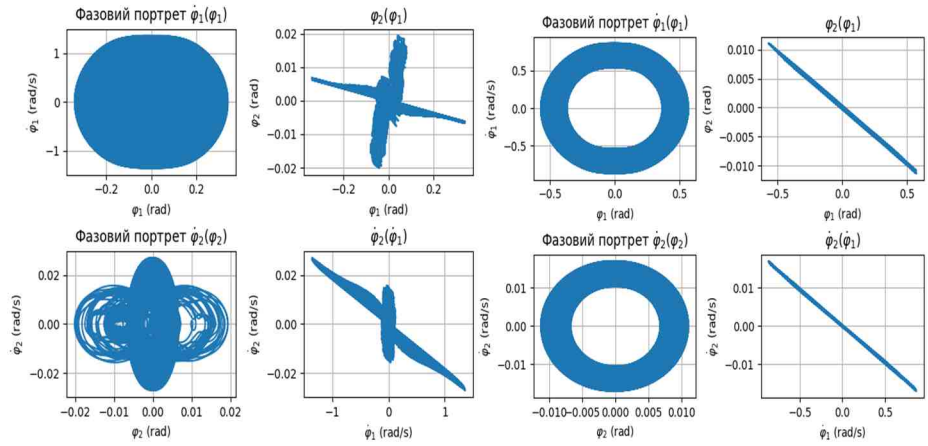 Фазовий портрет φ̇₁(φ₁)
φ₂(φ₁)
Фазовий портрет φ̇₁(φ₁)
φ₂(φ₁)
φ̇₁ (rad/s)
1
0
−1
−0.2
0.0
0.2
φ₁ (rad)
φ₂ (rad)
0.02
0.01
0.00
−0.01
−0.02
−0.2
0.0
0.2
φ₁ (rad)
φ̇₁ (rad/s)
0.5
0.0
−0.5
−0.5
0.0
0.5
φ₁ (rad)
φ₂ (rad)
0.010
0.005
0.000
−0.005
−0.010
−0.5
0.0
0.5
φ₁ (rad)
Фазовий портрет φ̇₂(φ₂)
φ̇₂(φ̇₁)
Фазовий портрет φ̇₂(φ₂)
φ̇₂(φ̇₁)
φ̇₂ (rad/s)
0.02
0.00
−0.02
−0.02
−0.01
0.00
0.01
0.02
φ₂ (rad)
φ̇₂ (rad/s)
0.02
0.00
−0.02
−1
0
1
φ̇₁ (rad/s)
φ̇₂ (rad/s)
0.01
0.00
−0.01
−0.010
−0.005
0.000
0.005
0.010
φ₂ (rad)
φ̇₂ (rad/s)
0.01
0.00
−0.01
−0.5
0.0
0.5
φ̇₁ (rad/s)